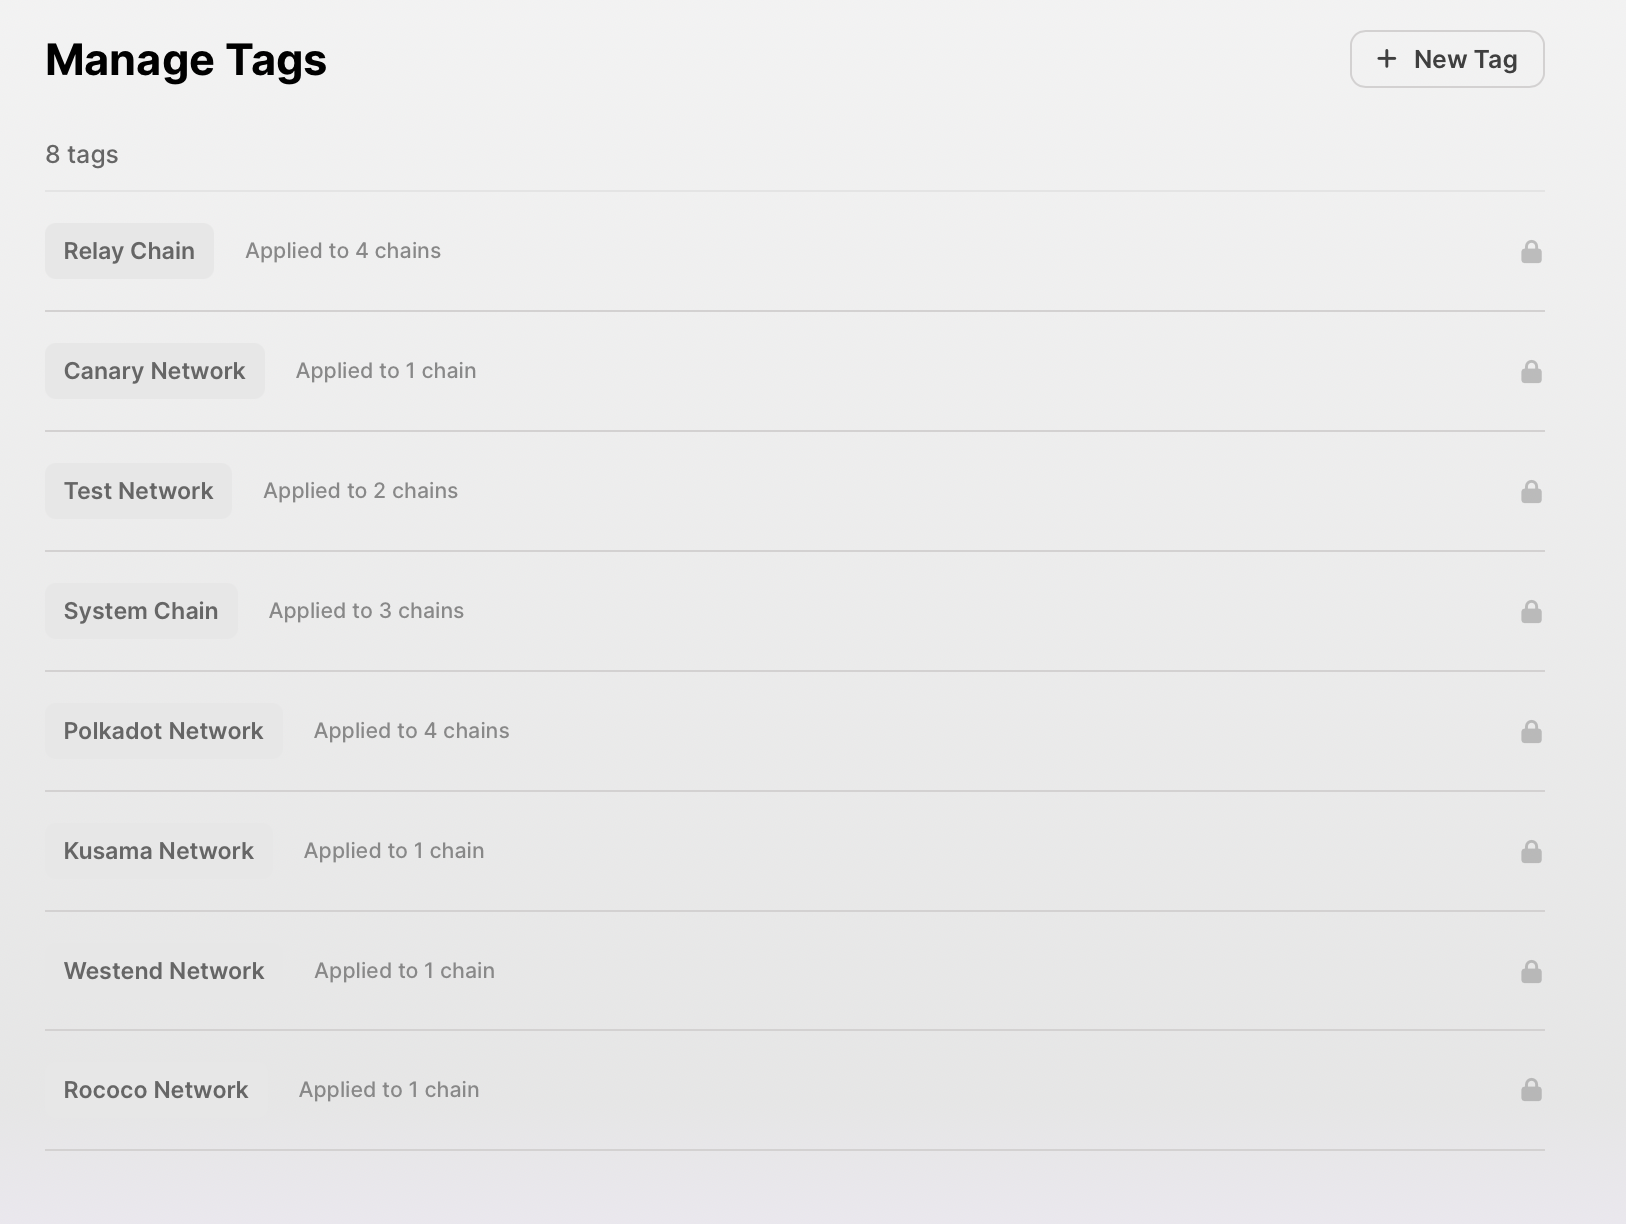 Manage Tags
+ New Tag
8 tags
Relay Chain Applied to 4 chains
Canary Network Applied to 1 chain
Test Network Applied to 2 chains
System Chain Applied to 3 chains
Polkadot Network Applied to 4 chains
Kusama Network Applied to 1 chain
Westend Network Applied to 1 chain
Rococo Network Applied to 1 chain